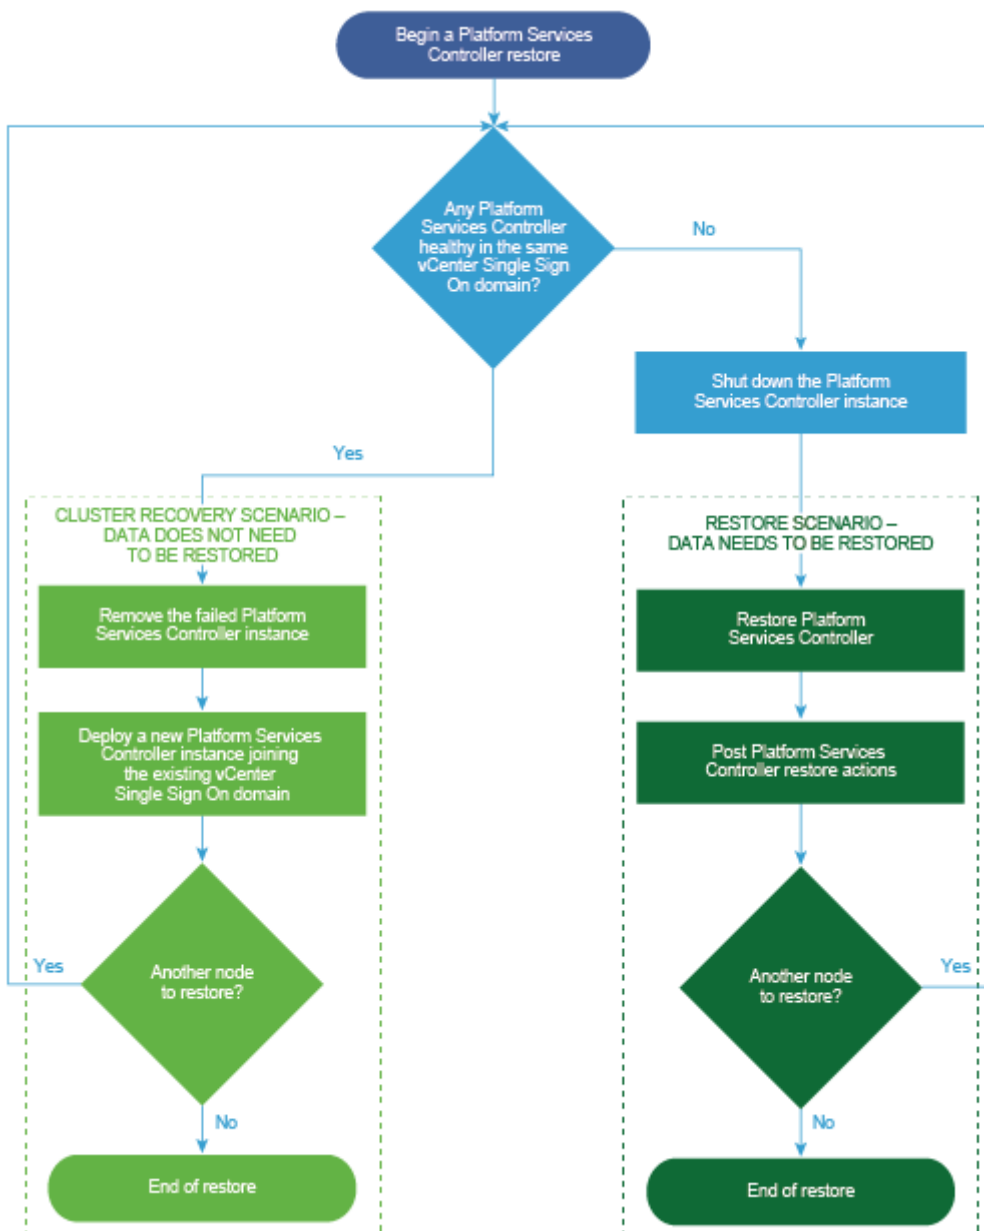 Begin a Platform Services
Controller restore
Any Platform
Services Controller
healthy in the same
vCenter Single Sign
On domain?
No
Shut down the Platform
Services Controller instance
Yes
CLUSTER RECOVERY SCENARIO –
DATA DOES NOT NEED
TO BE RESTORED
Remove the failed Platform
Services Controller instance
Deploy a new Platform Services
Controller instance joining
the existing vCenter
Single Sign On domain
Another node
to restore?
Yes
No
End of restore
RESTORE SCENARIO –
DATA NEEDS TO BE RESTORED
Restore Platform
Services Controller
Post Platform Services
Controller restore actions
Another node
to restore?
Yes
No
End of restore